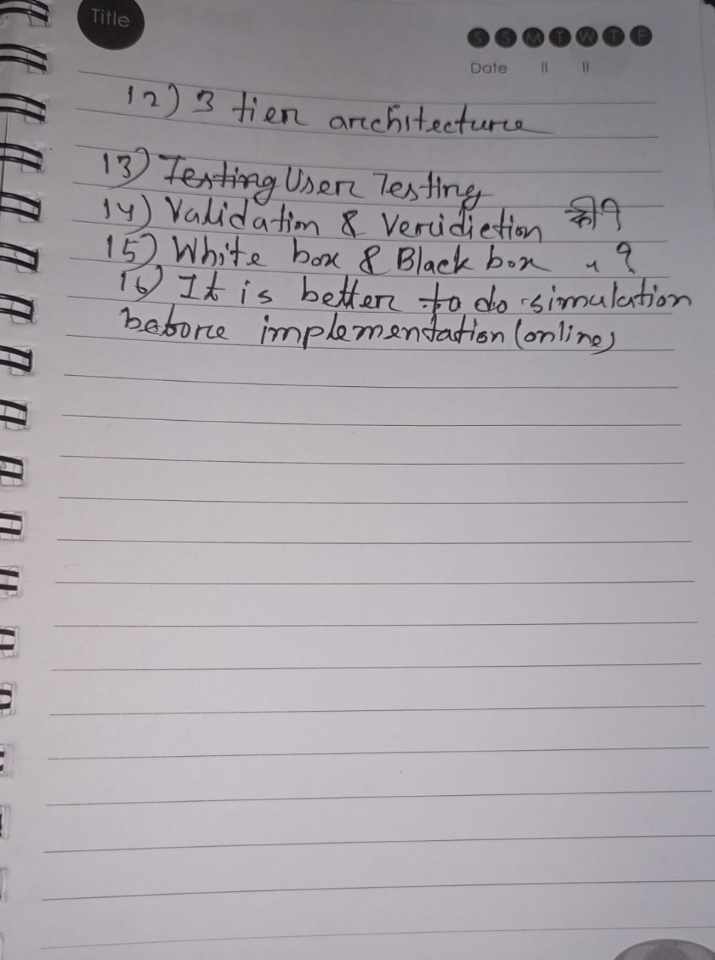 Title
S S M T W T F
Date // //
12) 3 tier architecture
13) Testing User Testing
14) Validation & Veridiction কী?
15) White box & Black box " ?
16) It is better to do simulation
before implementation (online)